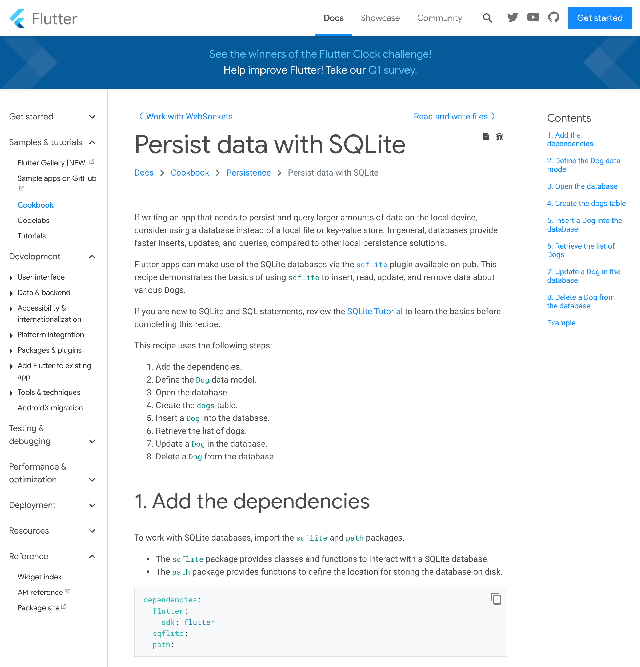 Flutter
Docs
Showcase
Community
Get started
See the winners of the Flutter Clock challenge!
Help improve Flutter! Take our Q1 survey.
Get started
Samples & tutorials
Flutter Gallery [NEW
Sample apps on GitHub
Cookbook
Codelabs
Tutorials
Development
User interface
Data & backend
Accessibility &
internationalization
Platform integration
Packages & plugins
Add Flutter to existing
app
Tools & techniques
AndroidX migration
Testing &
debugging
Performance &
optimization
Deployment
Resources
Reference
Widget index
API reference
Package site
Work with WebSockets
Read and write files
Persist data with SQLite
Docs
Cookbook
Persistence
Persist data with SQLite
If writing an app that needs to persist and query larger amounts of data on the local device,
consider using a database instead of a local file or key-value store. In general, databases provide
faster inserts, updates, and queries, compared to other local persistence solutions.
Flutter apps can make use of the SQLite databases via the sqflite plugin available on pub. This
recipe demonstrates the basics of using sqflite to insert, read, update, and remove data about
various Dogs.
If you are new to SQLite and SQL statements, review the SQLite Tutorial to learn the basics before
completing this recipe.
This recipe uses the following steps:
1. Add the dependencies.
2. Define the Dog data model.
3. Open the database.
4. Create the dogs table.
5. Insert a Dog into the database.
6. Retrieve the list of dogs.
7. Update a Dog in the database.
8. Delete a Dog from the database.
1. Add the dependencies
To work with SQLite databases, import the sqflite and path packages.
• The sqflite package provides classes and functions to interact with a SQLite database.
• The path package provides functions to define the location for storing the database on disk.
dependencies:
flutter:
sdk: flutter
sqflite:
path:
Contents
1. Add the
dependencies
2. Define the Dog data
model
3. Open the database
4. Create the dogs table
5. Insert a Dog into the
database
6. Retrieve the list of
Dogs
7. Update a Dog in the
database
8. Delete a Dog from
the database
Example